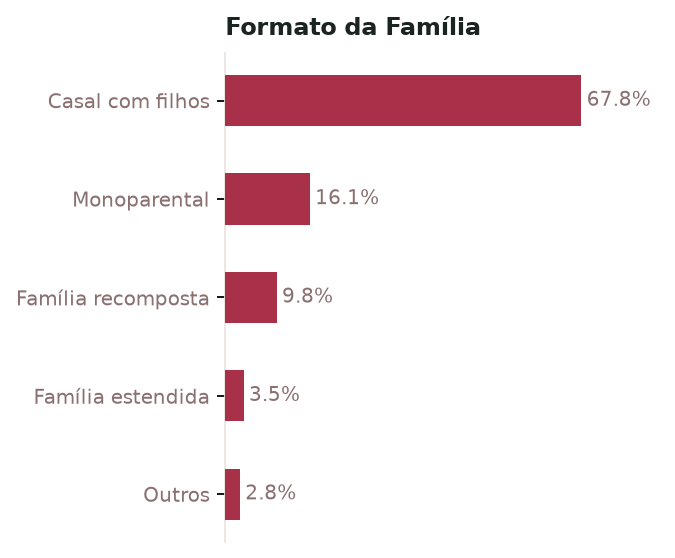 Formato da Família
Casal com filhos 67.8%
Monoparental 16.1%
Família recomposta 9.8%
Família estendida 3.5%
Outros 2.8%